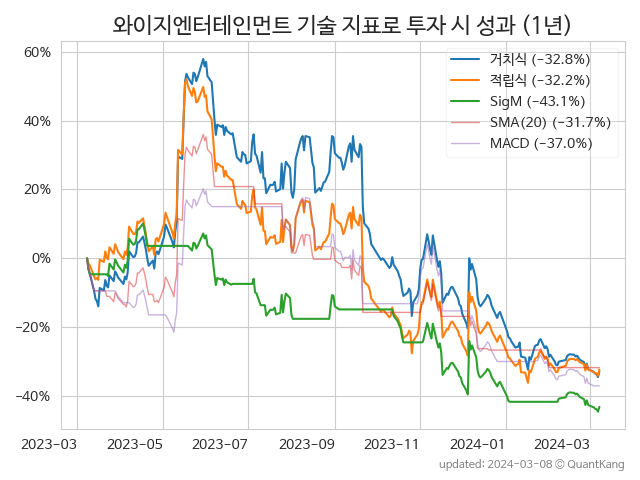 와이지엔터테인먼트 기술 지표로 투자 시 성과 (1년)
60%
40%
20%
0%
−20%
−40%
거치식 (−32.8%)
적립식 (−32.2%)
SigM (−43.1%)
SMA(20) (−31.7%)
MACD (−37.0%)
2023−03
2023−05
2023−07
2023−09
2023−11
2024−01
2024−03
updated: 2024−03−08 © QuantKang